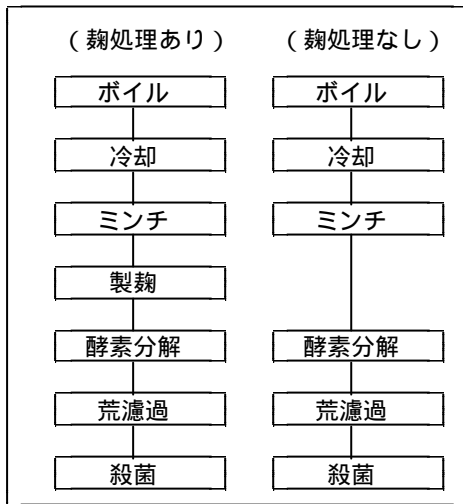 （麹処理あり） （麹処理なし）
ボイル ボイル
冷却 冷却
ミンチ ミンチ
製麹
酵素分解 酵素分解
荒濾過 荒濾過
殺菌 殺菌